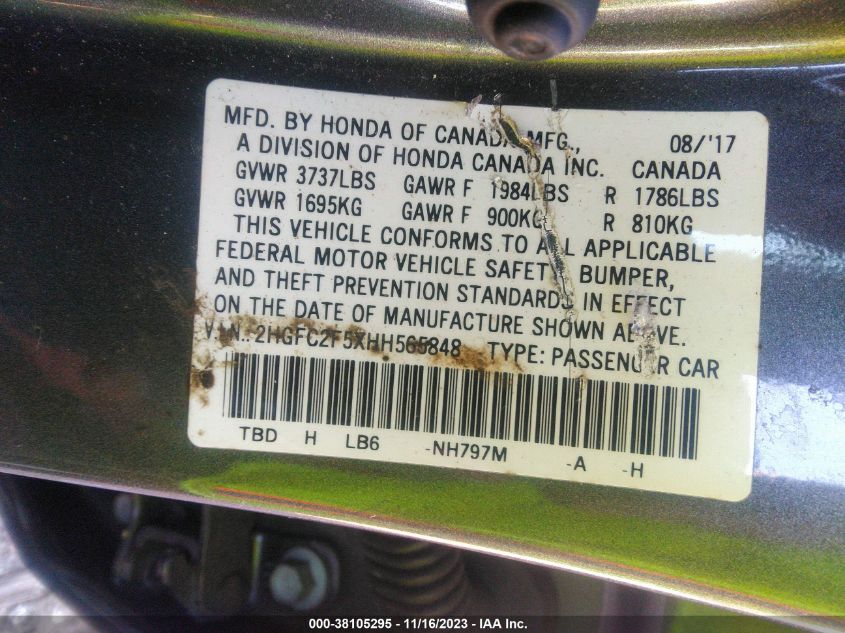 MFD. BY HONDA OF CANADA MFG., 08/'17
A DIVISION OF HONDA CANADA INC. CANADA
GVWR 3737LBS GAWR F 1984LBS R 1786LBS
GVWR 1695KG GAWR F 900KG R 810KG
THIS VEHICLE CONFORMS TO ALL APPLICABLE
FEDERAL MOTOR VEHICLE SAFETY, BUMPER,
AND THEFT PREVENTION STANDARDS IN EFFECT
ON THE DATE OF MANUFACTURE SHOWN ABOVE.
V.I.N.: 2HGFC2F5XHH565848 TYPE: PASSENGER CAR
TBD H LB6 -NH797M -A -H
000-38105295 - 11/16/2023 - IAA Inc.